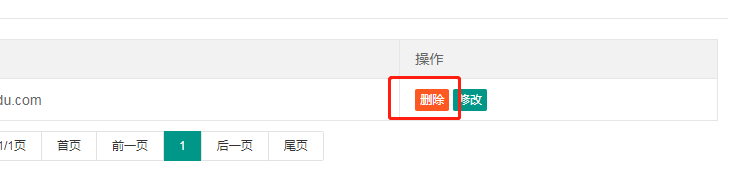 操作
du.com 删除 修改
1/1页 首页 前一页 1 后一页 尾页